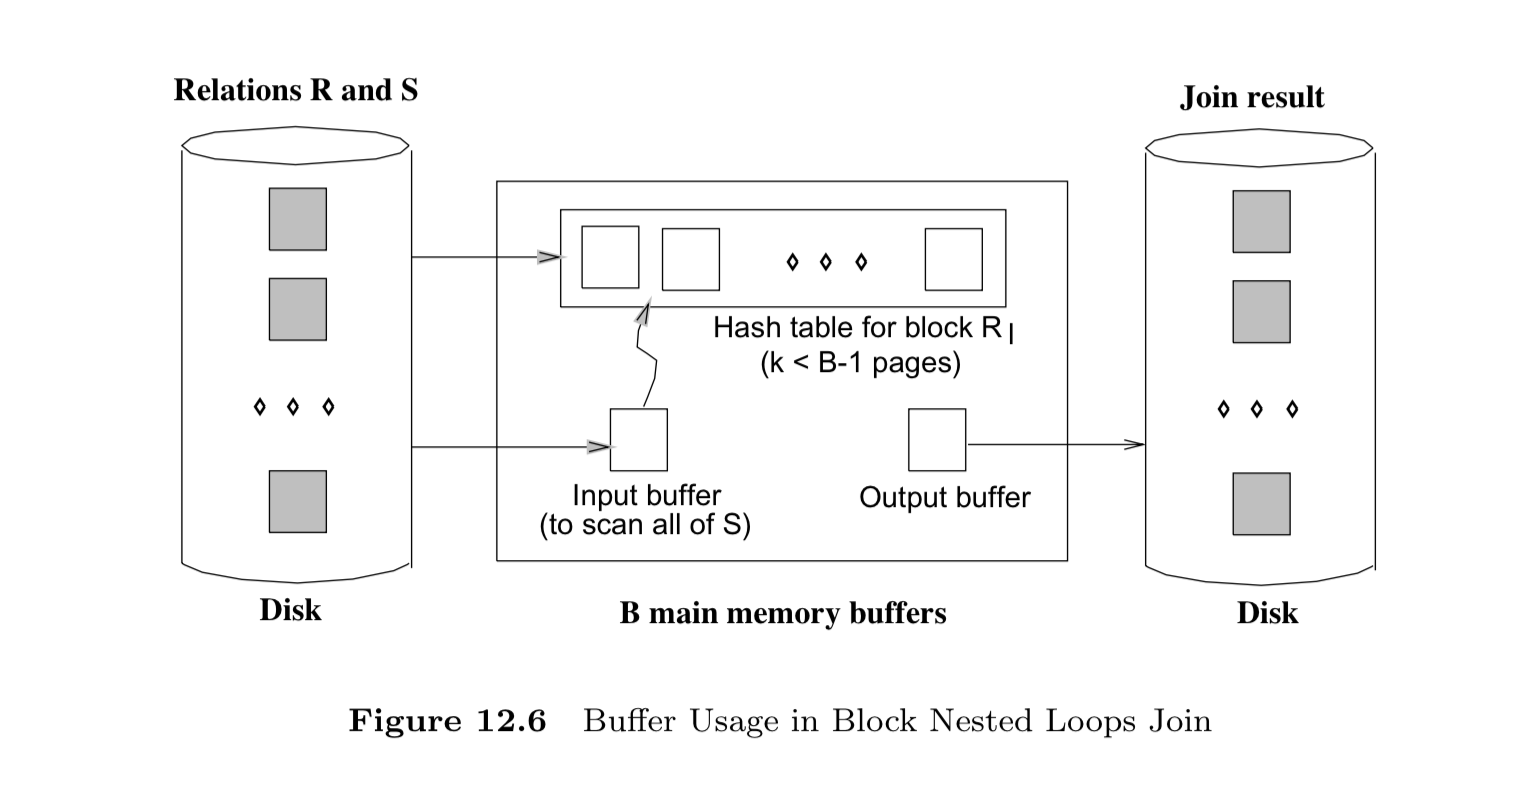 Relations R and S
Join result
Hash table for block R l
(k < B-1 pages)
Input buffer
(to scan all of S)
Output buffer
Disk
B main memory buffers
Disk
Figure 12.6 Buffer Usage in Block Nested Loops Join